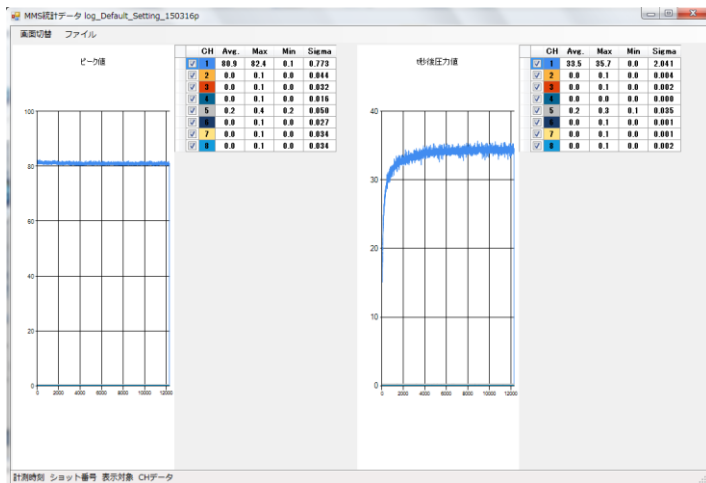 MMS統計データ log_Default_Setting_150316p
画面切替 ファイル
ピーク値
CH Avg. Max Min Sigma
1 80.9 82.4 0.1 0.773
2 0.0 0.1 0.0 0.044
3 0.0 0.1 0.0 0.032
4 0.0 0.0 0.0 0.016
5 0.2 0.4 0.2 0.050
6 0.0 0.1 0.0 0.027
7 0.0 0.1 0.0 0.034
8 0.0 0.1 0.0 0.034
100
80
60
40
20
0
0 2000 4000 6000 8000 10000 12000
t秒後圧力値
CH Avg. Max Min Sigma
1 33.5 35.7 0.0 2.041
2 0.0 0.1 0.0 0.004
3 0.0 0.1 0.0 0.002
4 0.0 0.0 0.0 0.000
5 0.2 0.3 0.1 0.035
6 0.0 0.1 0.0 0.001
7 0.0 0.1 0.0 0.001
8 0.0 0.1 0.0 0.002
40
30
20
10
0
0 2000 4000 6000 8000 10000 12000
計測時刻 ショット番号 表示対象 CHデータ